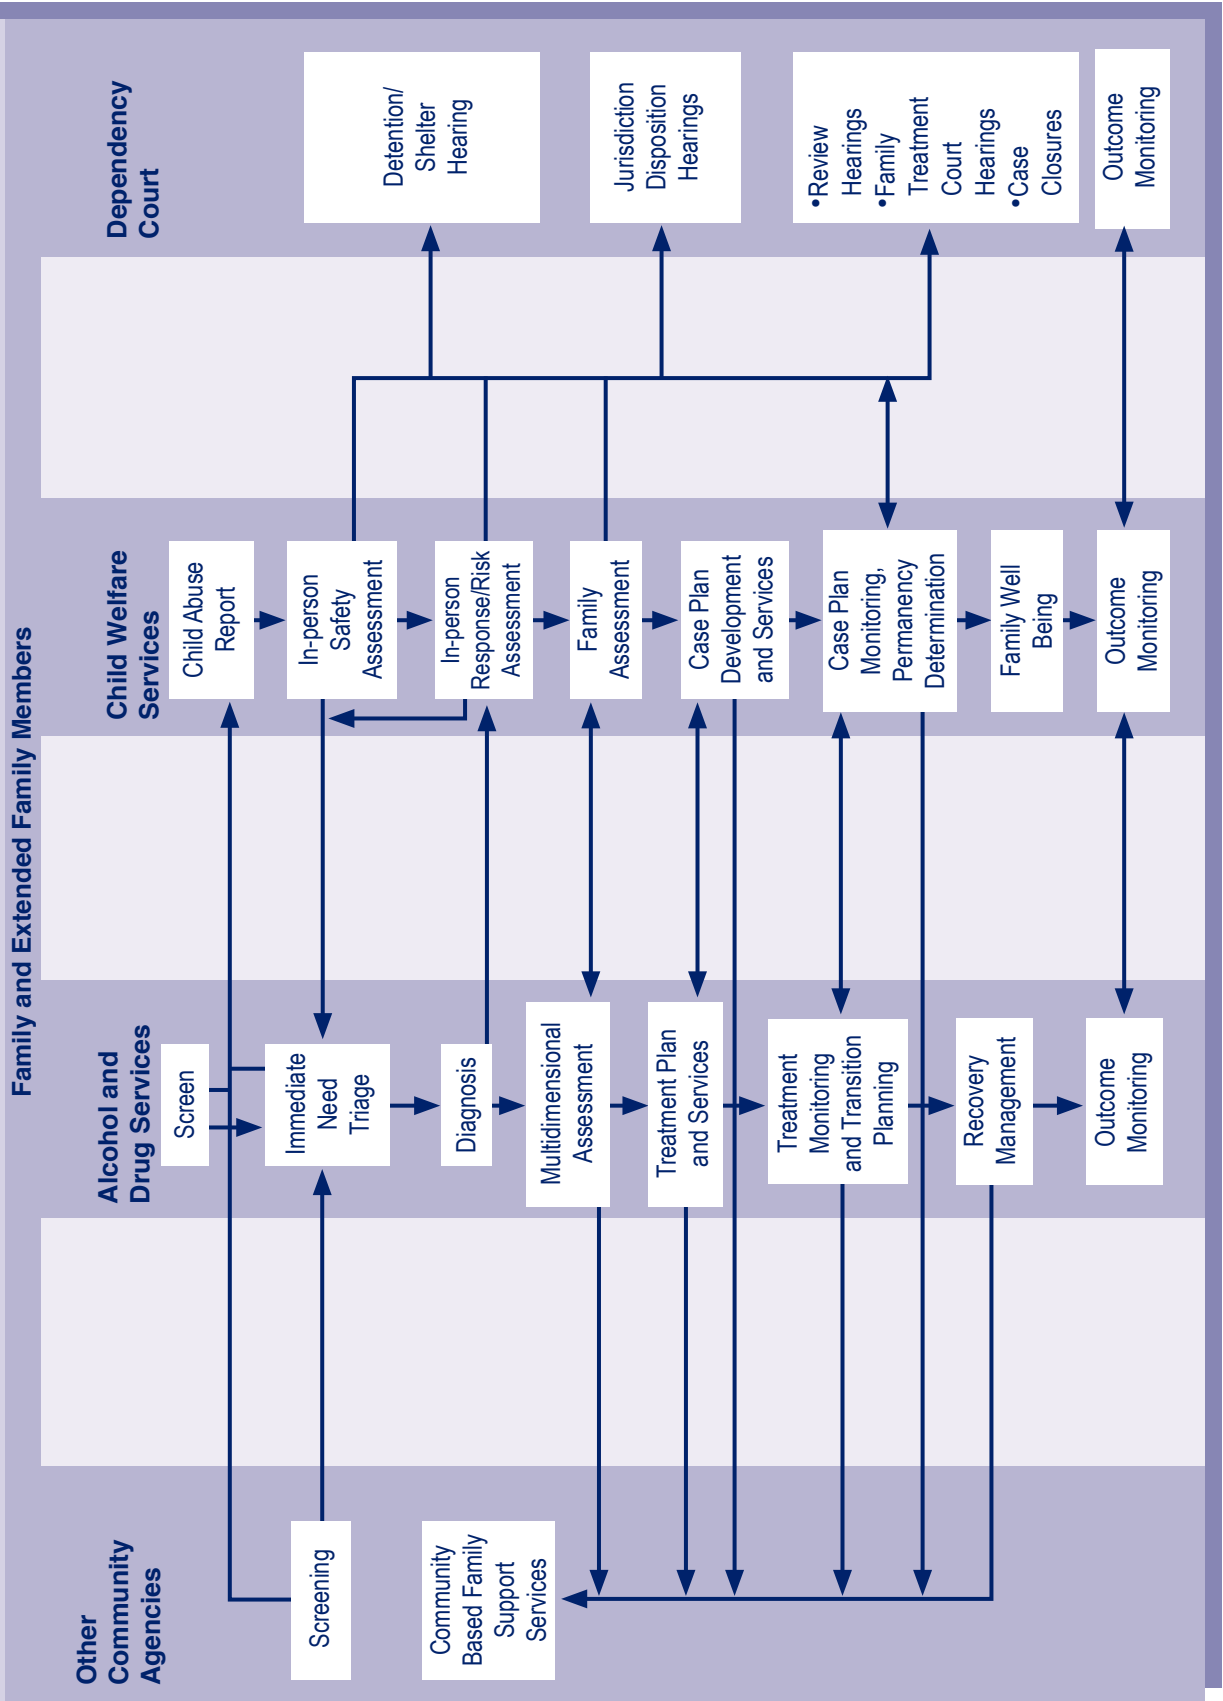 Family and Extended Family Members
Other
Community
Agencies
Screening
Community
Based Family
Support
Services
Alcohol and
Drug Services
Screen
Immediate
Need
Triage
Diagnosis
Multidimensional
Assessment
Treatment Plan
and Services
Treatment
Monitoring
and Transition
Planning
Recovery
Management
Outcome
Monitoring
Child Welfare
Services
Child Abuse
Report
In-person
Safety
Assessment
In-person
Response/Risk
Assessment
Family
Assessment
Case Plan
Development
and Services
Case Plan
Monitoring,
Permanency
Determination
Family Well
Being
Outcome
Monitoring
Dependency
Court
Detention/
Shelter
Hearing
Jurisdiction
Disposition
Hearings
•Review
Hearings
•Family
Treatment
Court
Hearings
•Case
Closures
Outcome
Monitoring